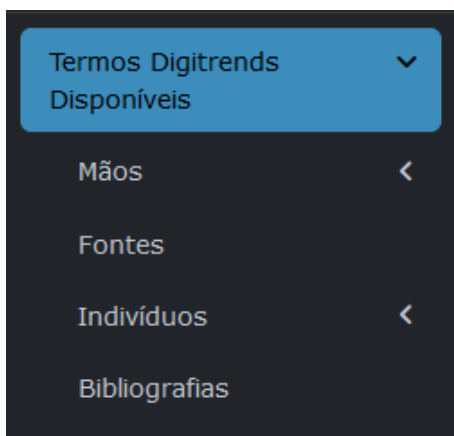 Termos Digitrends
Disponíveis
Mãos
Fontes
Indivíduos
Bibliografias